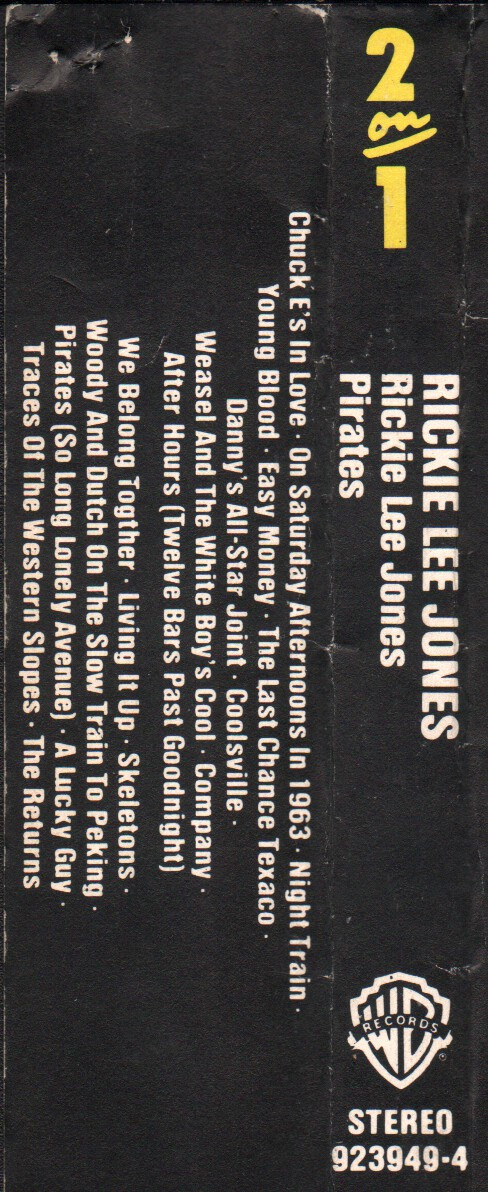 2
on
1
RICKIE LEE JONES
Rickie Lee Jones
Pirates
RECORDS
STEREO
923949-4
Chuck E's In Love · On Saturday Afternoons In 1963 · Night Train ·
Young Blood · Easy Money · The Last Chance Texaco ·
Danny's All-Star Joint · Coolsville ·
Weasel And The White Boy's Cool · Company ·
After Hours (Twelve Bars Past Goodnight)
We Belong Togther · Living It Up · Skeletons ·
Woody And Dutch On The Slow Train To Peking ·
Pirates (So Long Lonely Avenue) · A Lucky Guy ·
Traces Of The Western Slopes · The Returns